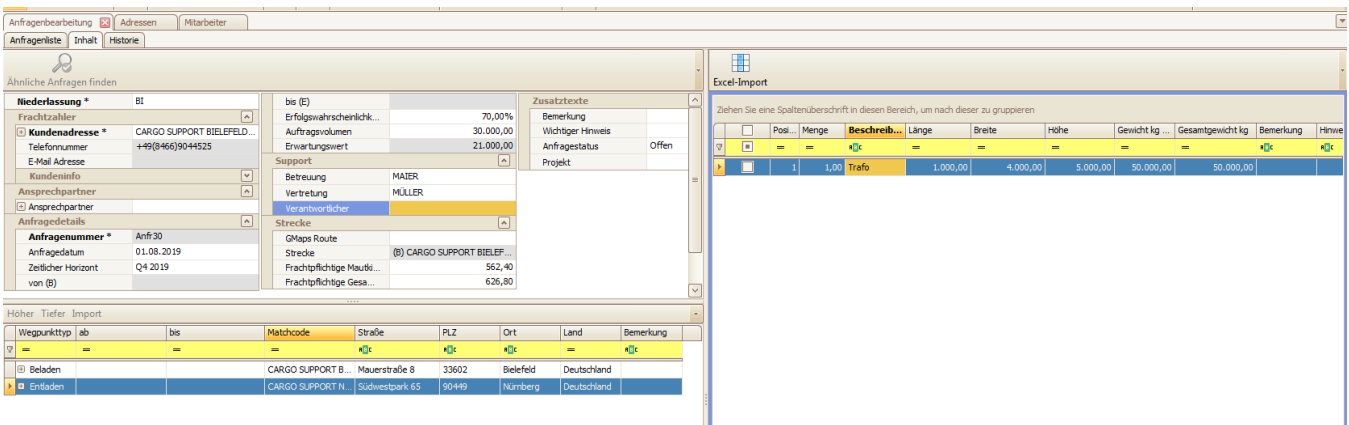 Anfragenbearbeitung Adressen Mitarbeiter
Anfragenliste Inhalt Historie
Ähnliche Anfragen finden
Niederlassung * BI
Frachtzahler
Kundenadresse * CARGO SUPPORT BIELEFELD...
Telefonnummer +49(8466)9044525
E-Mail Adresse
Kundeninfo
Ansprechpartner
Ansprechpartner
Anfragedetails
Anfragenummer * Anfr30
Anfragedatum 01.08.2019
Zeitlicher Horizont Q4 2019
von (B)
bis (E)
Erfolgswahrscheinlichk... 70,00%
Auftragsvolumen 30.000,00
Erwartungswert 21.000,00
Support
Betreuung MAIER
Vertretung MÜLLER
Verantwortlicher
Strecke
GMaps Route
Strecke (B) CARGO SUPPORT BIELEF...
Frachtpflichtige Mautki... 562,40
Frachtpflichtige Gesa... 626,80
Zusatztexte
Bemerkung
Wichtiger Hinweis
Anfragestatus Offen
Projekt
Höher Tiefer Import
Wegpunkttyp ab bis Matchcode Straße PLZ Ort Land Bemerkung
= = = = ABC ABC ABC = ABC
Beladen CARGO SUPPORT B... Mauerstraße 8 33602 Bielefeld Deutschland
Entladen CARGO SUPPORT N... Südwestpark 65 90449 Nürnberg Deutschland
Excel-Import
Ziehen Sie eine Spaltenüberschrift in diesen Bereich, um nach dieser zu gruppieren
Posi... Menge Beschreib... Länge Breite Höhe Gewicht kg ... Gesamtgewicht kg Bemerkung Hinwe
= = ABC = = = = = ABC ABC
1 1,00 Trafo 1.000,00 4.000,00 5.000,00 50.000,00 50.000,00